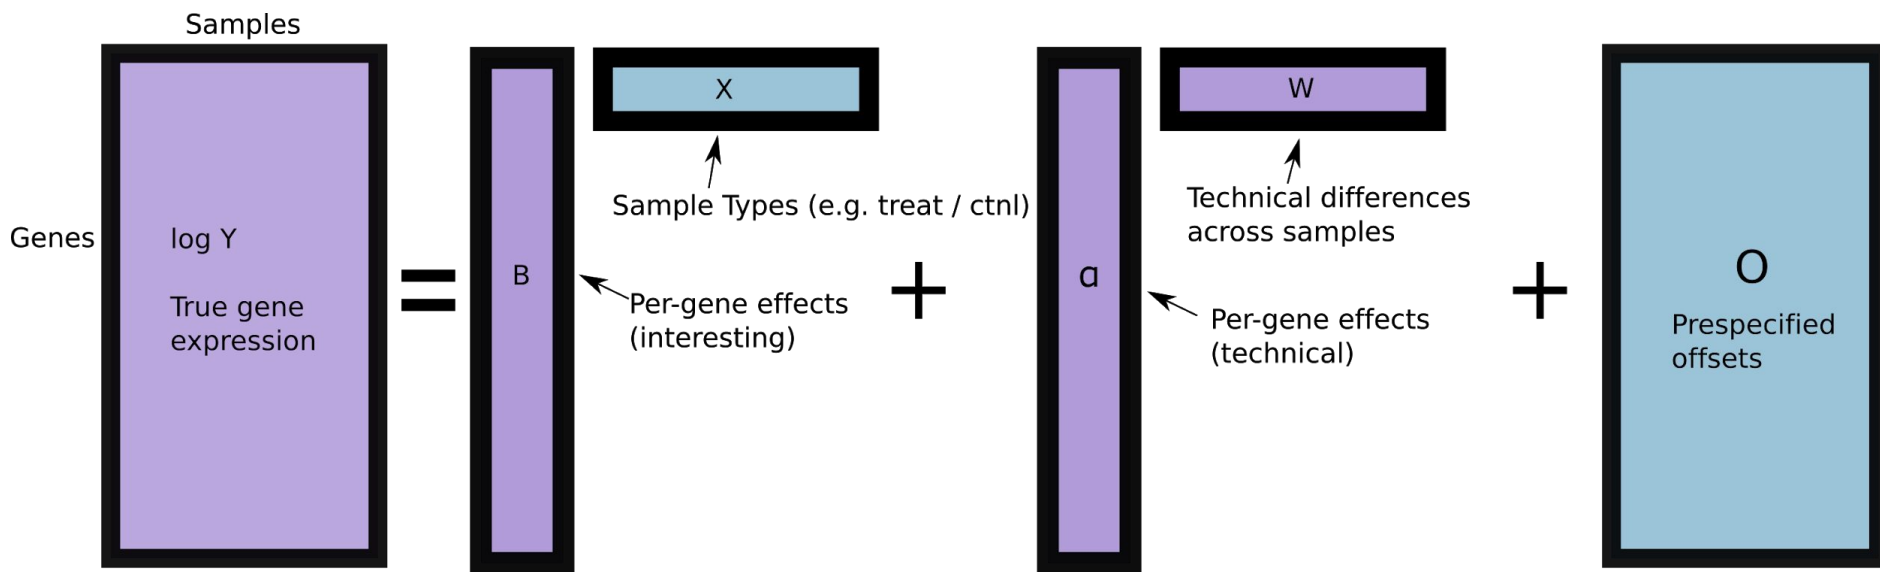 Samples
Genes
log Y
True gene
expression
=
B
X
Sample Types (e.g. treat / ctnl)
Per-gene effects
(interesting)
+
α
W
Technical differences
across samples
Per-gene effects
(technical)
+
O
Prespecified
offsets